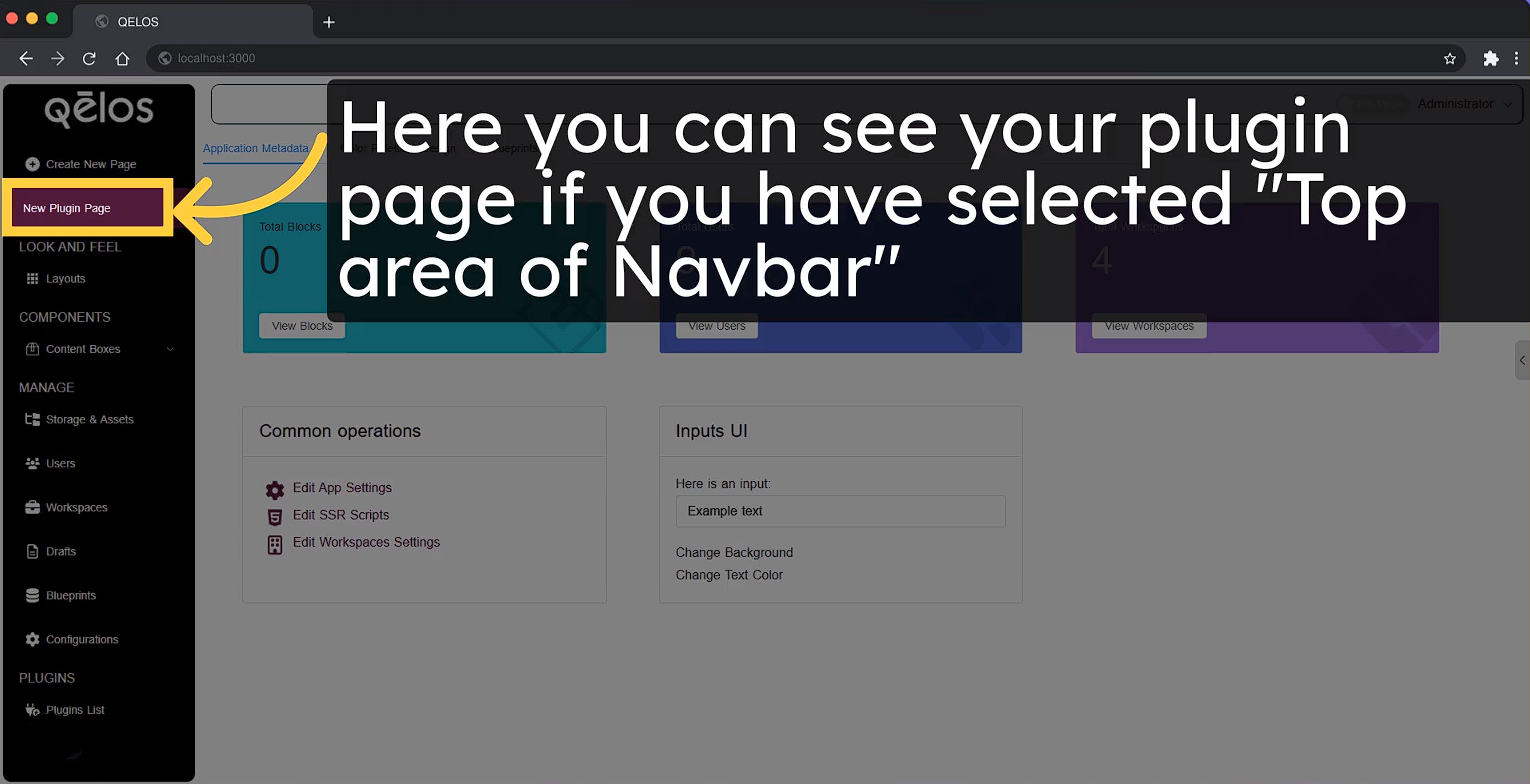 QELOS
localhost:3000
qēlos
Administrator
Create New Page
Application Metadata
Here you can see your plugin
page if you have selected "Top
area of Navbar"
New Plugin Page
Total Blocks
0
4
LOOK AND FEEL
Layouts
View Blocks
View Users
View Workspaces
COMPONENTS
Content Boxes
MANAGE
Storage & Assets
Users
Workspaces
Drafts
Blueprints
Configurations
PLUGINS
Plugins List
Common operations
Edit App Settings
Edit SSR Scripts
Edit Workspaces Settings
Inputs UI
Here is an input:
Example text
Change Background
Change Text Color